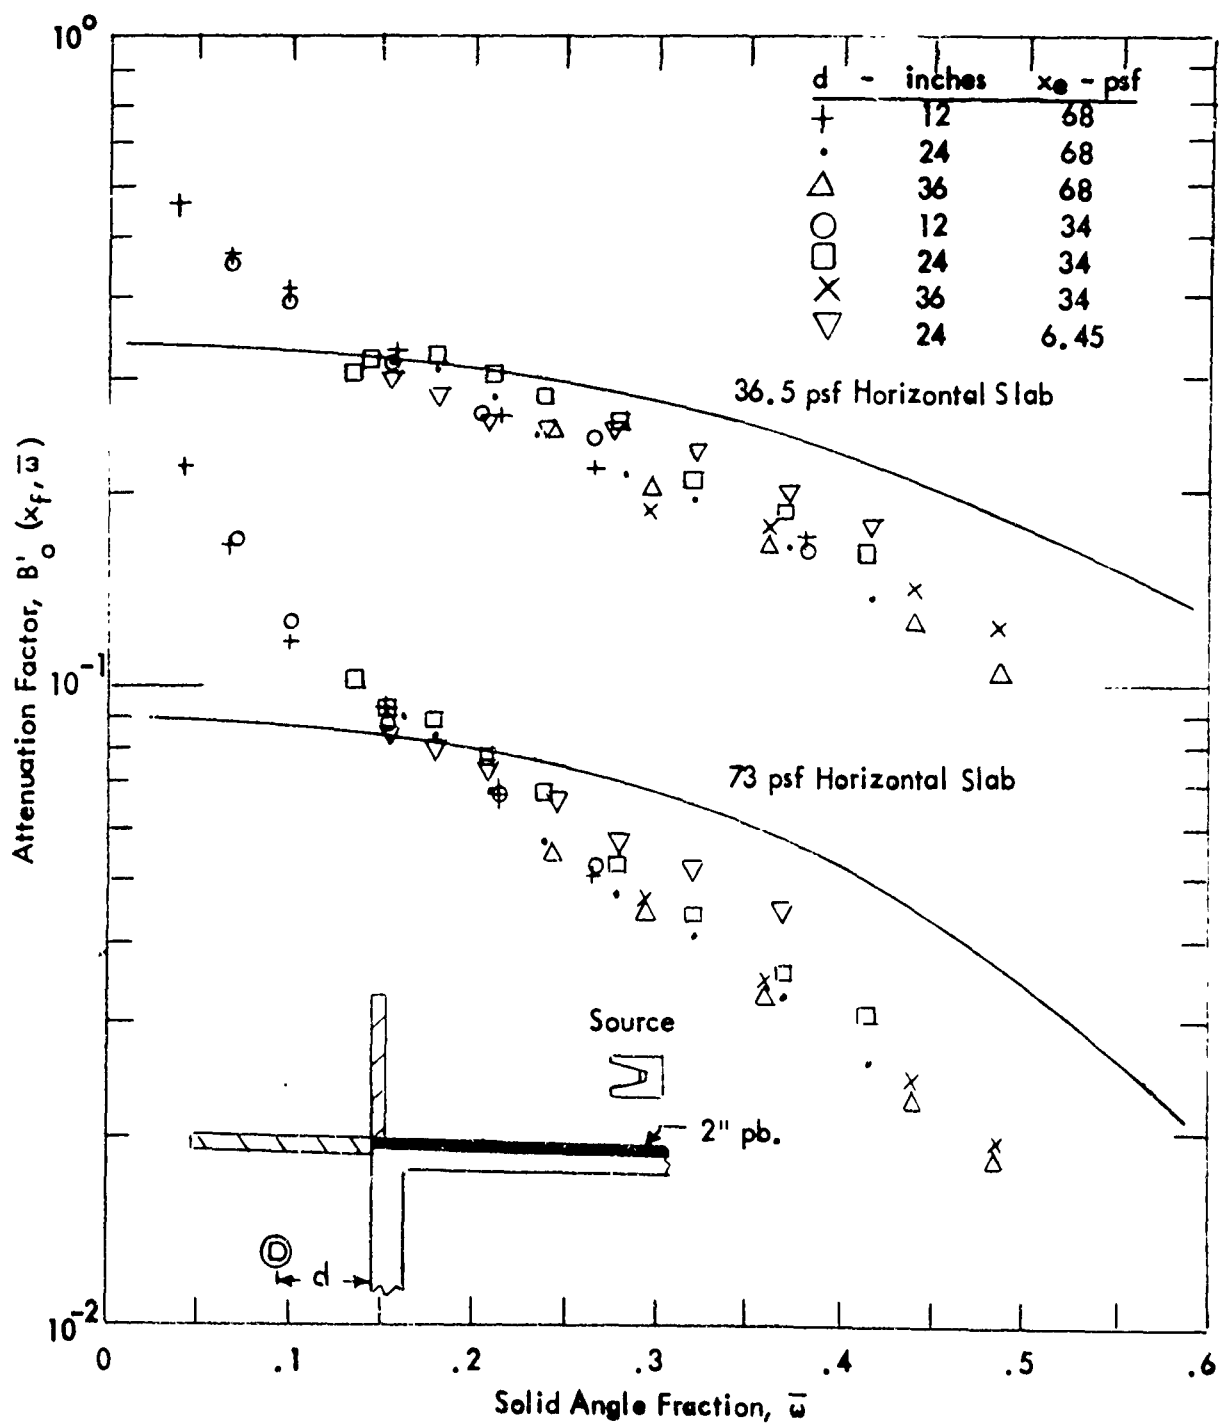 10⁰
d - inches xe - psf
+ 12 68
• 24 68
△ 36 68
○ 12 34
□ 24 34
× 36 34
▽ 24 6.45
36.5 psf Horizontal Slab
Attenuation Factor, B'o (xf, ω̅)
10⁻¹
73 psf Horizontal Slab
Source
2" pb.
d
10⁻²
0 .1 .2 .3 .4 .5 .6
Solid Angle Fraction, ω̅